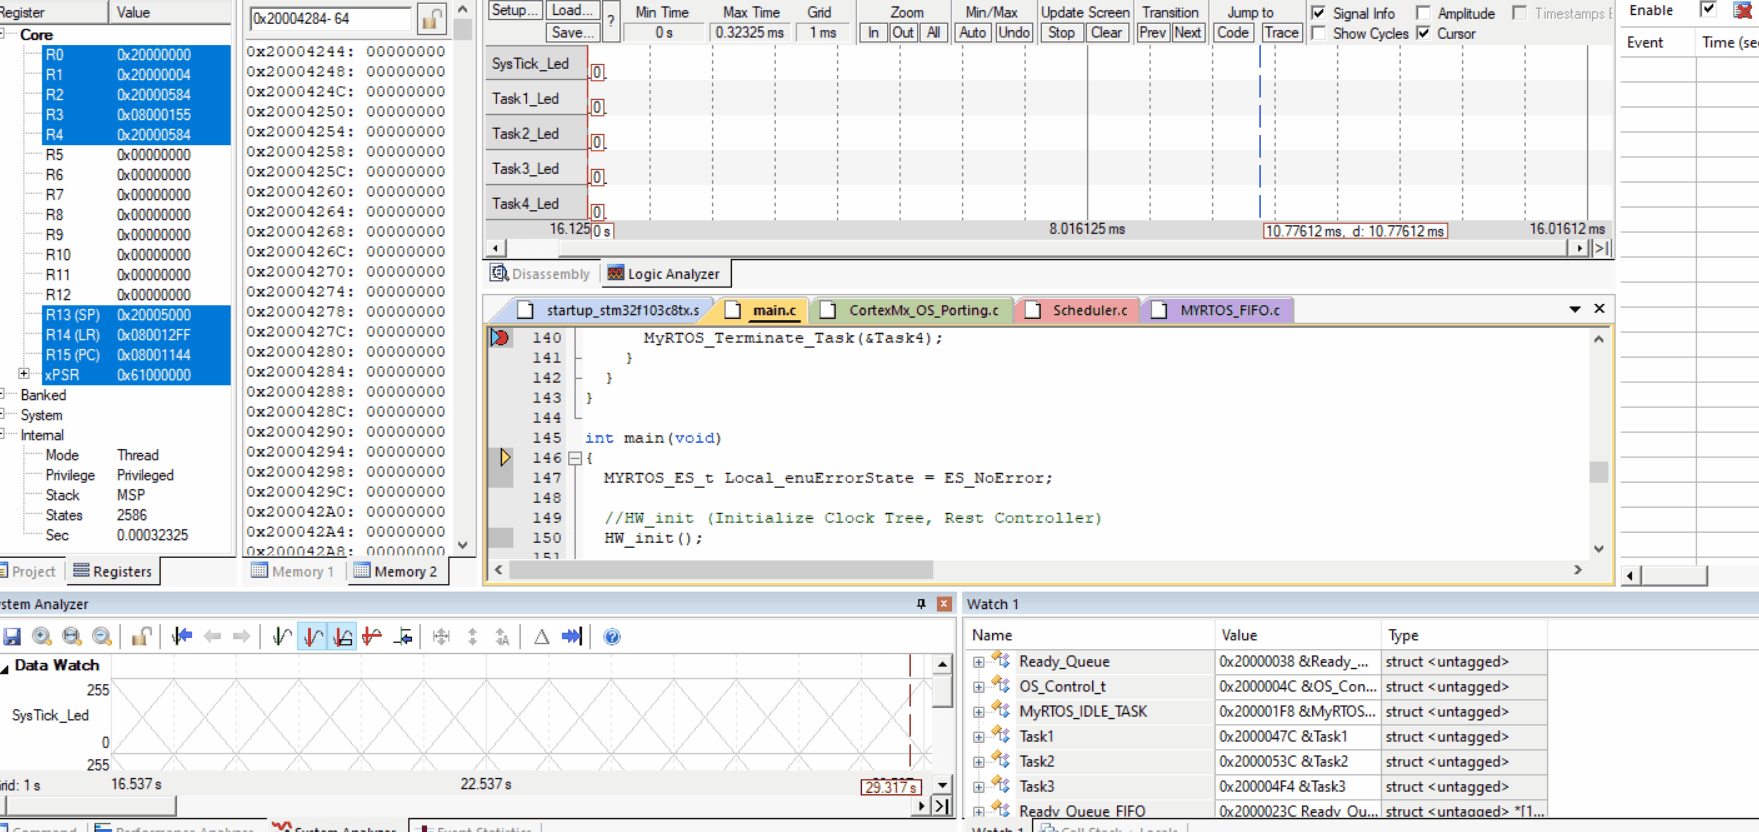 Register Value
Core
R0 0x20000000
R1 0x20000004
R2 0x20000584
R3 0x08000155
R4 0x20000584
R5 0x00000000
R6 0x00000000
R7 0x00000000
R8 0x00000000
R9 0x00000000
R10 0x00000000
R11 0x00000000
R12 0x00000000
R13 (SP) 0x20005000
R14 (LR) 0x080012FF
R15 (PC) 0x08001144
xPSR 0x61000000
Banked
System
Internal
Mode Thread
Privilege Privileged
Stack MSP
States 2586
Sec 0.00032325
Project Registers
0x20004284- 64
0x20004244: 00000000
0x20004248: 00000000
0x2000424C: 00000000
0x20004250: 00000000
0x20004254: 00000000
0x20004258: 00000000
0x2000425C: 00000000
0x20004260: 00000000
0x20004264: 00000000
0x20004268: 00000000
0x2000426C: 00000000
0x20004270: 00000000
0x20004274: 00000000
0x20004278: 00000000
0x2000427C: 00000000
0x20004280: 00000000
0x20004284: 00000000
0x20004288: 00000000
0x2000428C: 00000000
0x20004290: 00000000
0x20004294: 00000000
0x20004298: 00000000
0x2000429C: 00000000
0x200042A0: 00000000
0x200042A4: 00000000
0x200042A8: 00000000
Memory 1 Memory 2
Setup... Load... ? Min Time Max Time Grid Zoom Min/Max Update Screen Transition Jump to Signal Info Amplitude Timestamps E
Save... 0 s 0.32325 ms 1 ms In Out All Auto Undo Stop Clear Prev Next Code Trace Show Cycles Cursor
SysTick_Led 0
Task1_Led 0
Task2_Led 0
Task3_Led 0
Task4_Led 0
16.125 0 s 8.016125 ms 10.77612 ms, d: 10.77612 ms 16.01612 ms
Disassembly Logic Analyzer
startup_stm32f103c8tx.s main.c CortexMx_OS_Porting.c Scheduler.c MYRTOS_FIFO.c
140 MyRTOS_Terminate_Task(&Task4);
141 }
142 }
143 }
144
145 int main(void)
146 {
147 MYRTOS_ES_t Local_enuErrorState = ES_NoError;
148
149 //HW_init (Initialize Clock Tree, Rest Controller)
150 HW_init();
151
Enable
Event Time (sec
stem Analyzer
Data Watch
255
SysTick_Led
0
255
rid: 1 s 16.537 s 22.537 s 29.317 s
Command Performance Analyzer System Analyzer Event Statistics
Watch 1
Name Value Type
Ready_Queue 0x20000038 &Ready_... struct <untagged>
OS_Control_t 0x2000004C &OS_Con... struct <untagged>
MyRTOS_IDLE_TASK 0x200001F8 &MyRTOS... struct <untagged>
Task1 0x2000047C &Task1 struct <untagged>
Task2 0x2000053C &Task2 struct <untagged>
Task3 0x200004F4 &Task3 struct <untagged>
Ready_Queue_FIFO 0x2000023C Ready_Qu... struct <untagged> *[1...
Watch 1 Call Stack + Locals